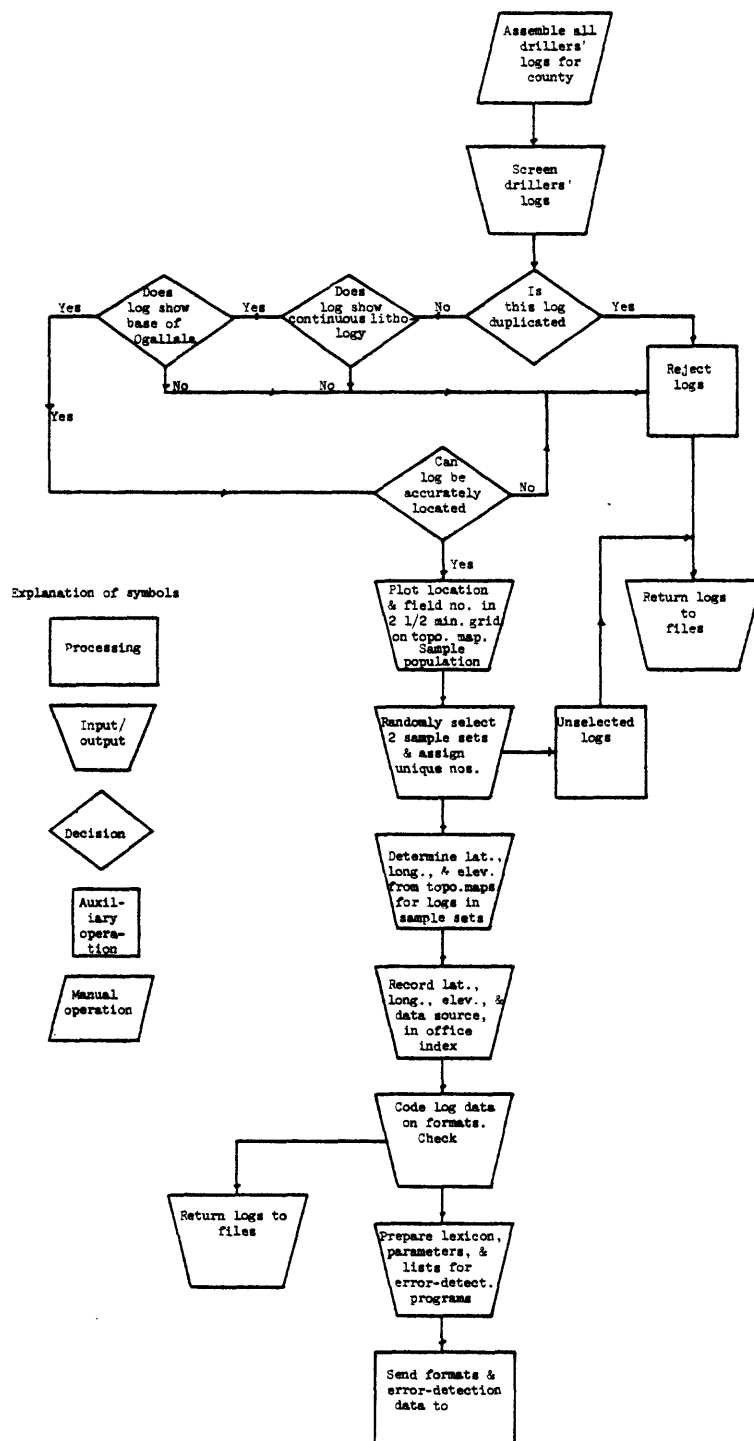 Assemble all
drillers'
logs for
county
Screen
drillers'
logs
Does
log show
base of
Ogallala
Does
log show
continuous litho-
logy
Is
this log
duplicated
Yes
Yes
No
Yes
Reject
logs
No
No
Yes
Can
log be
accurately
located
No
Yes
Explanation of symbols
Processing
Input/
output
Decision
Auxil-
iary
opera-
tion
Manual
operation
Plot location
& field no. in
2 1/2 min. grid
on topo. map.
Sample
population
Return logs
to
files
Randomly select
2 sample sets
& assign
unique nos.
Unselected
logs
Determine lat.,
long., & elev.
from topo.maps
for logs in
sample sets
Record lat.,
long., elev., &
data source,
in office
index
Code log data
on formats.
Check
Return logs to
files
Prepare lexicon,
parameters, &
lists for
error-detect.
programs
Send formats &
error-detection
data to